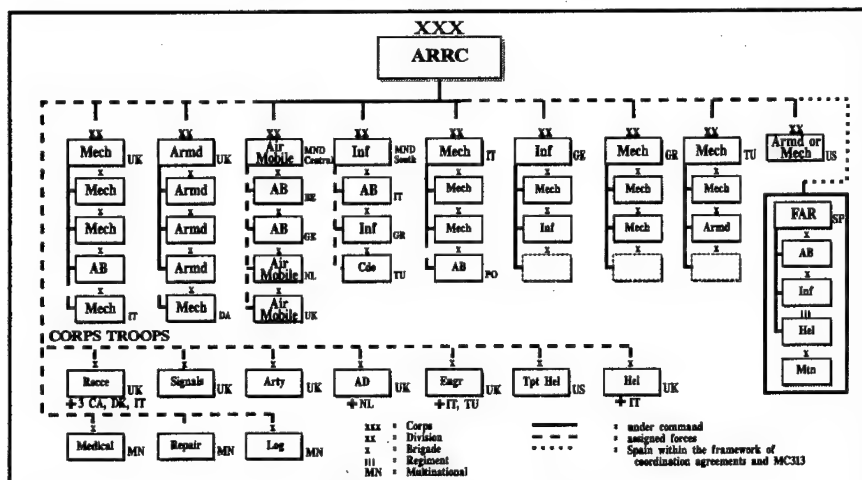 XXX
ARRC
XX XX XX XX XX XX XX XX XX
Mech UK Armd UK Air Mobile MND Central Inf MND South Mech IT Inf GE Mech GR Mech TU Armd or Mech US
x x x x x x x x
Mech Armd AB BE AB IT Mech Mech Mech Mech FAR SP
x x x x x x x x x
Mech Armd AB GE Inf GR Mech Inf Mech Armd AB
x x x x x x x x x
AB Armd Air Mobile NL Cdo TU AB PO Inf
x x x III
Mech IT Mech DA Air Mobile UK Hel
x
Mtn
CORPS TROOPS
x x x x x x x
Recce UK Signals UK Arty UK AD UK Engr UK Tpt Hel US Hel UK
+3 CA, DK, IT +NL +IT, TU +IT
x x x
Medical MN Repair MN Log MN
xxx = Corps
xx = Division
x = Brigade
III = Regiment
MN = Multinational
= under command
= assigned forces
= Spain within the framework of
coordination agreements and MC313